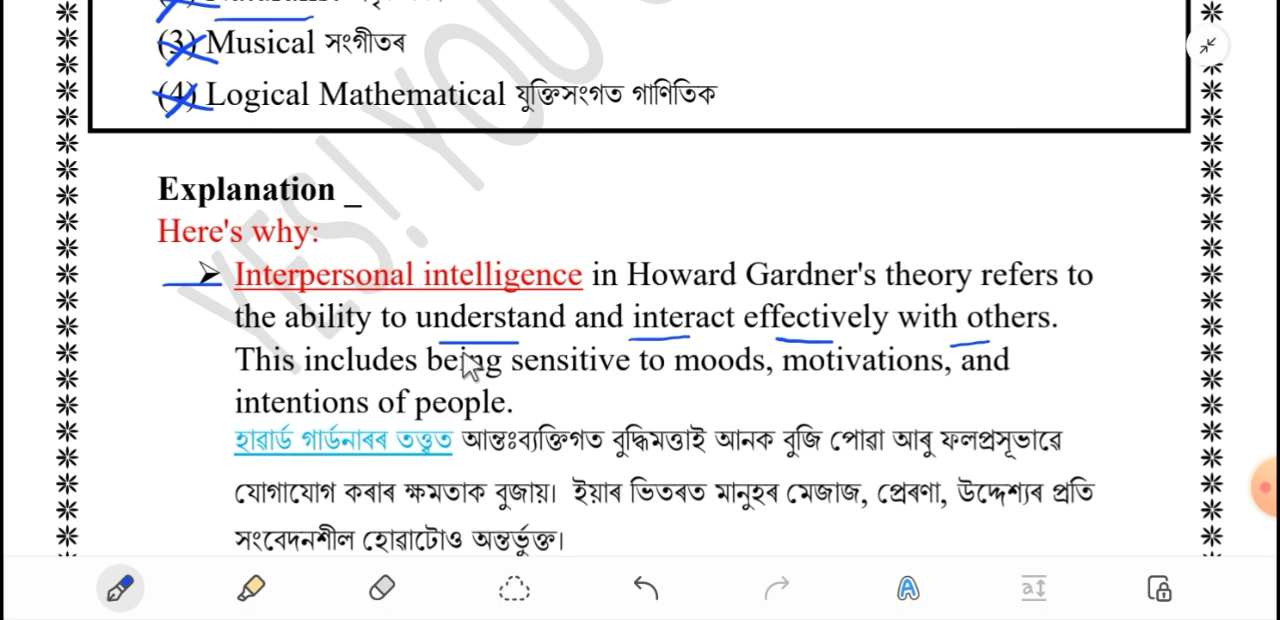 (3) Musical সংগীতৰ
(4) Logical Mathematical যুক্তিসংগত গাণিতিক
Explanation _
Here's why:
➢ Interpersonal intelligence in Howard Gardner's theory refers to
the ability to understand and interact effectively with others.
This includes being sensitive to moods, motivations, and
intentions of people.
হাৱাৰ্ড গাৰ্ডনাৰৰ তত্ত্বত আন্তঃব্যক্তিগত বুদ্ধিমত্তাই আনক বুজি পোৱা আৰু ফলপ্ৰসূভাৱে
যোগাযোগ কৰাৰ ক্ষমতাক বুজায়। ইয়াৰ ভিতৰত মানুহৰ মেজাজ, প্ৰেৰণা, উদ্দেশ্যৰ প্ৰতি
সংবেদনশীল হোৱাটোও অন্তৰ্ভুক্ত।
YES! YOU